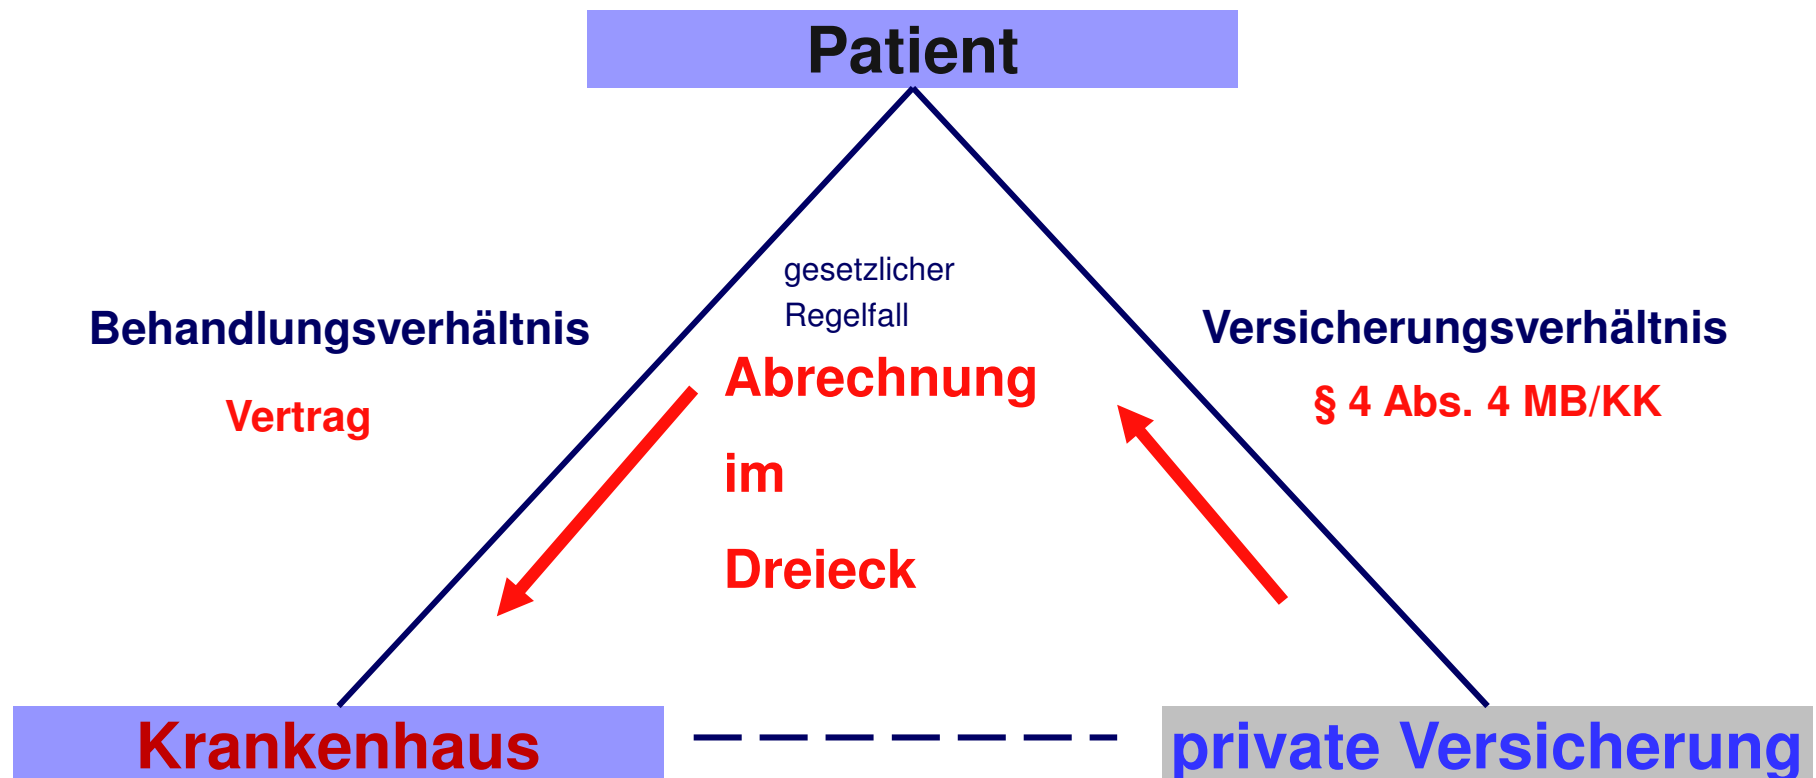 Patient
gesetzlicher
Regelfall
Behandlungsverhältnis
Versicherungsverhältnis
Abrechnung
§ 4 Abs. 4 MB/KK
Vertrag
im
Dreieck
Krankenhaus
private Versicherung